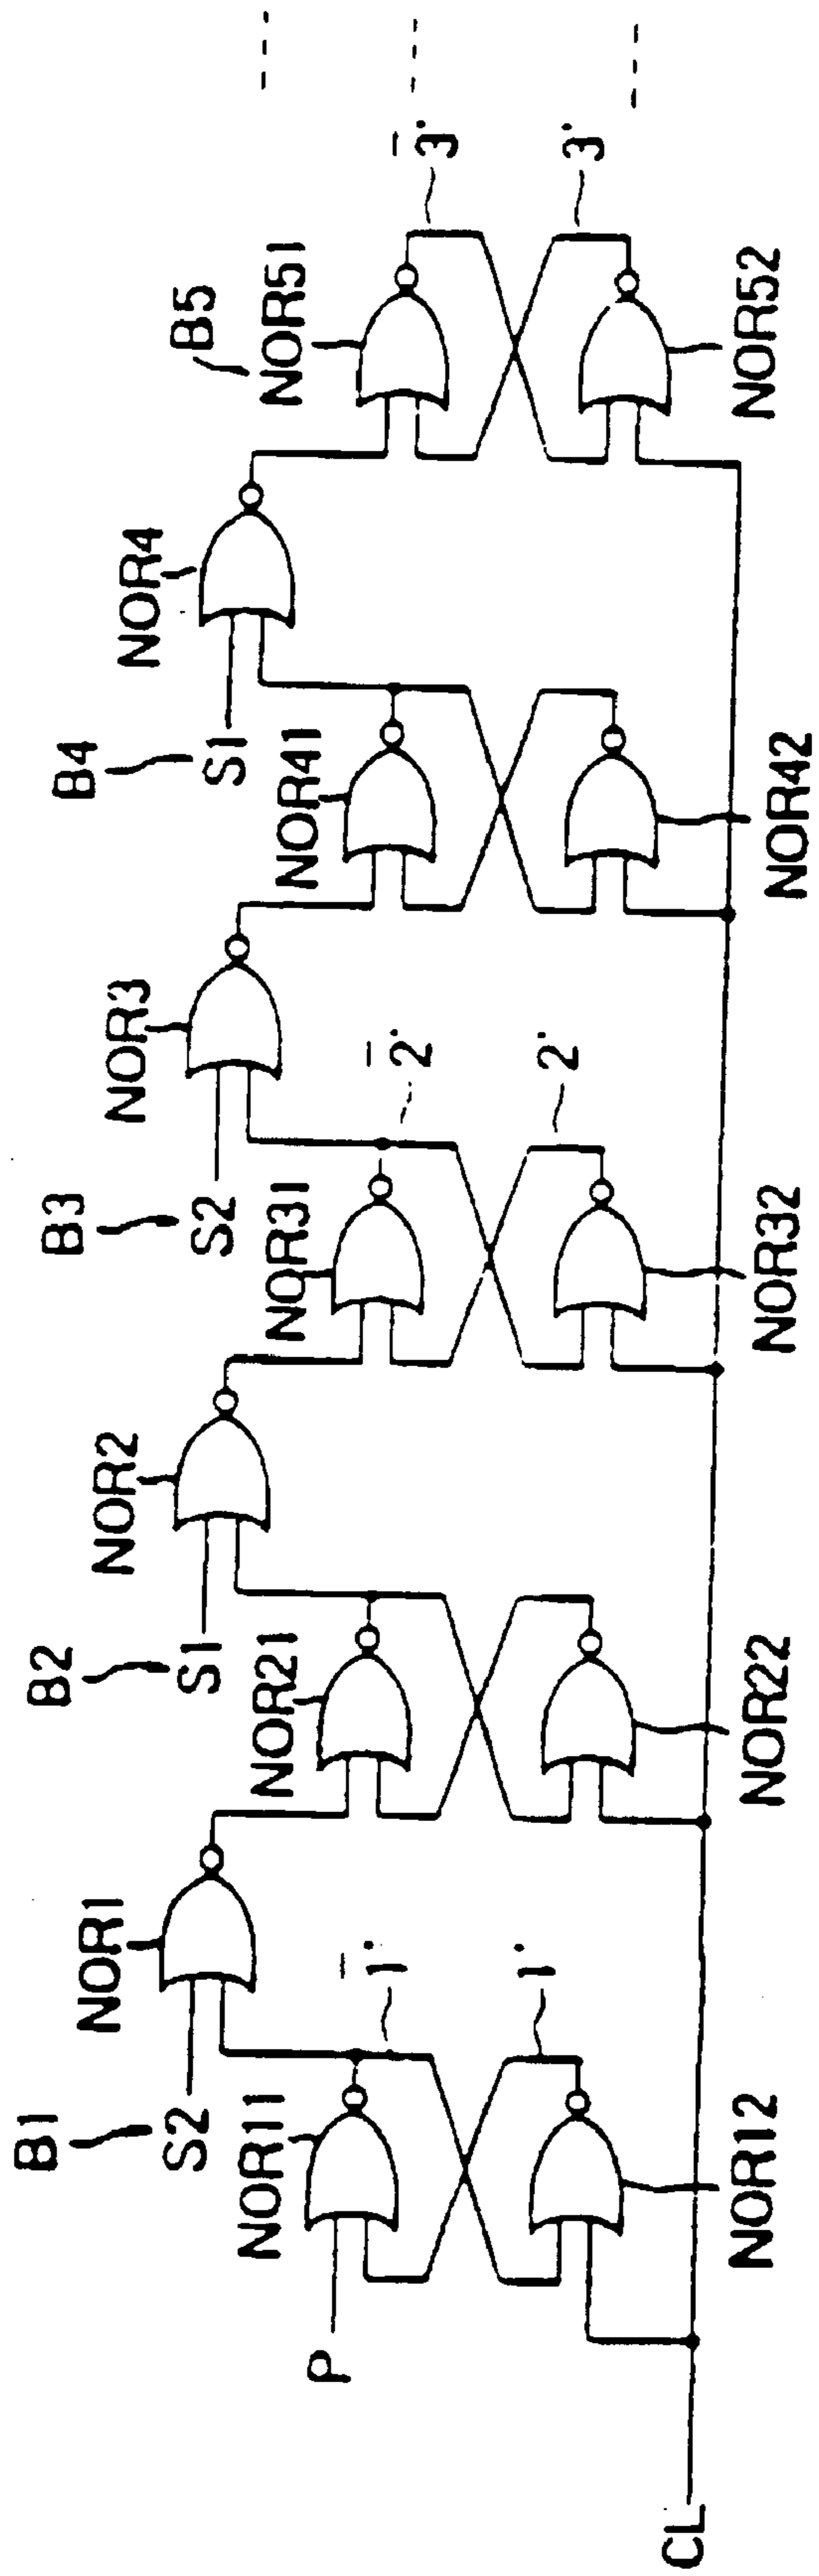 B1
B2
B3
B4
B5
NOR1
NOR2
NOR3
NOR4
S2
S1
S2
S1
NOR11
NOR21
NOR31
NOR41
NOR51
1̄'
2̄'
3̄'
P
1'
2'
3'
NOR12
NOR22
NOR32
NOR42
NOR52
CL